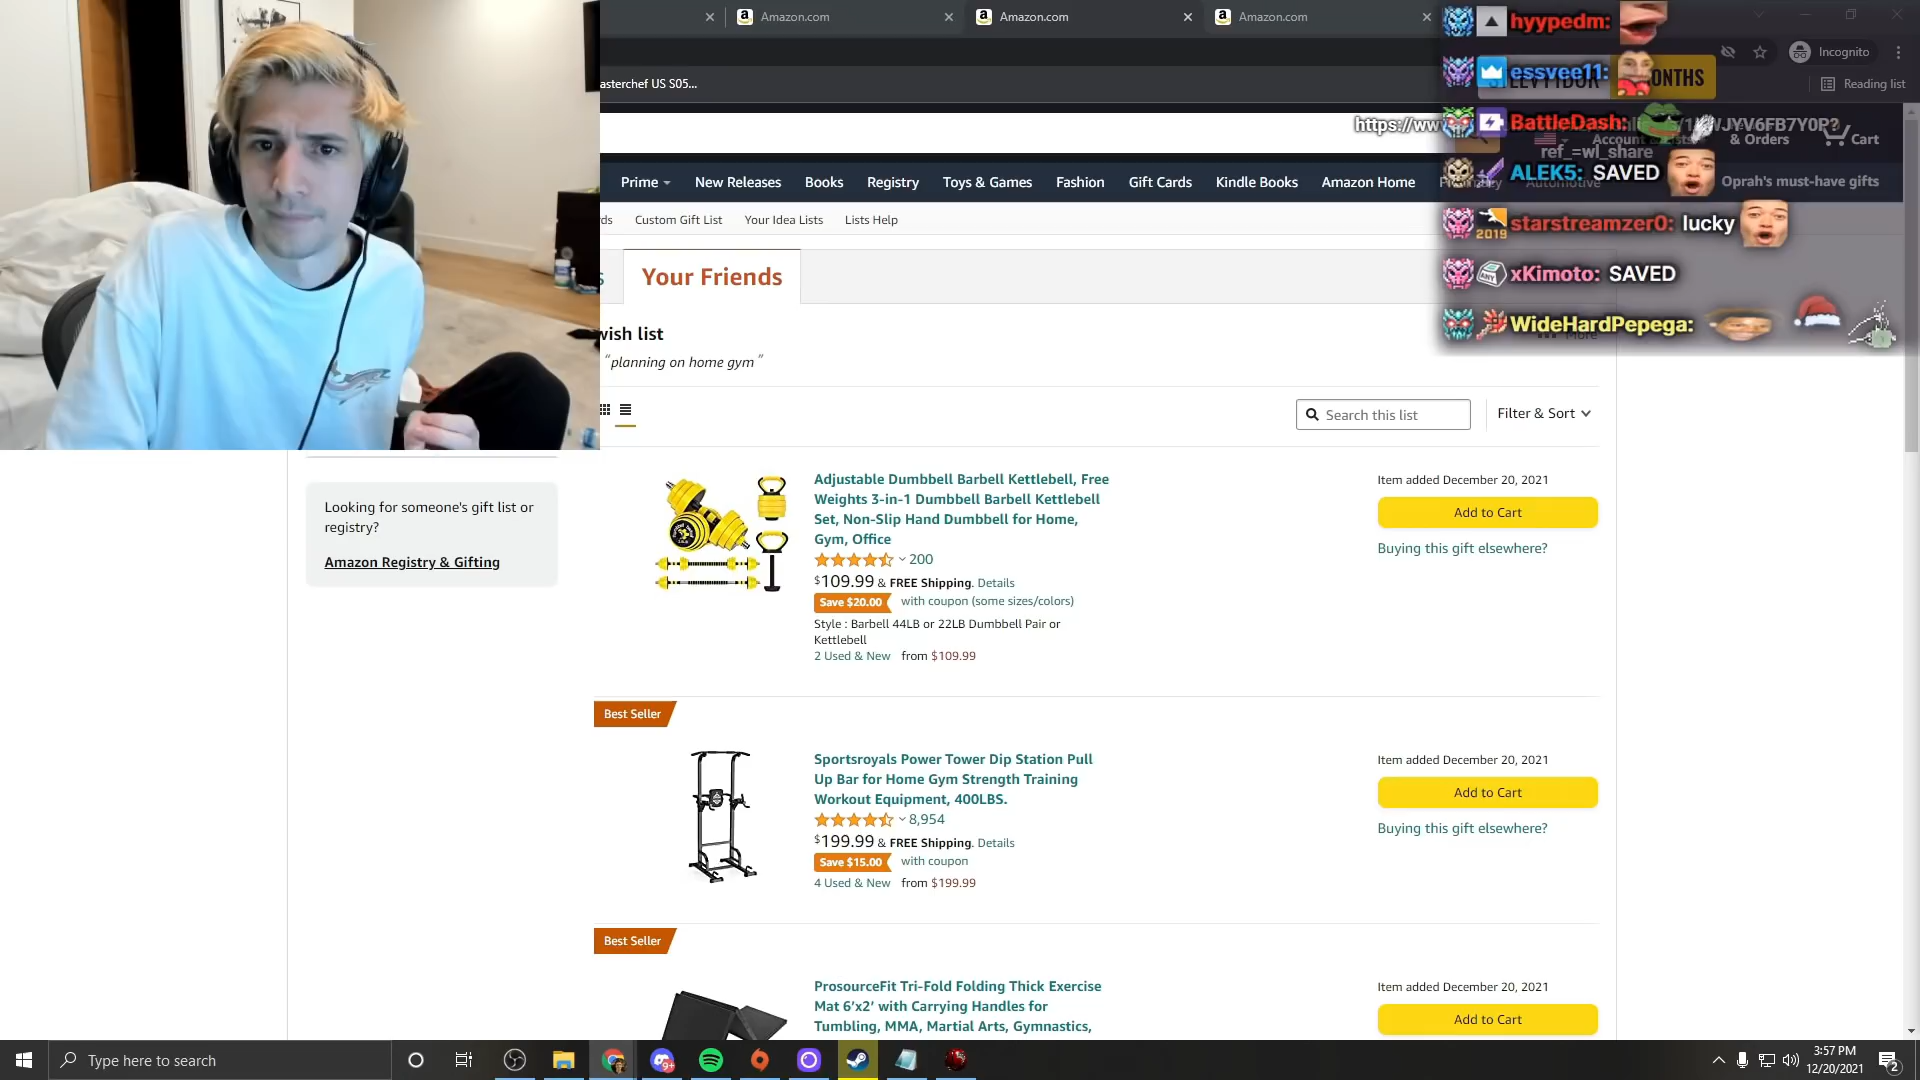 Amazon.com
Amazon.com
Amazon.com
Incognito
asterchef US S05...
Reading list
https://ww
ref_=wl_share
& Orders
Cart
Prime
New Releases
Books
Registry
Toys & Games
Fashion
Gift Cards
Kindle Books
Amazon Home
Automotive
Oprah's must-have gifts
Custom Gift List
Your Idea Lists
Lists Help
hyypedm:
essvee11:
ONTHS
BattleDash:
ALEK5: SAVED
2019
starstreamzer0: lucky
xKimoto: SAVED
WideHardPepega:
More
Your Friends
wish list
“planning on home gym”
Search this list
Filter & Sort
Looking for someone's gift list or
registry?
Amazon Registry & Gifting
Adjustable Dumbbell Barbell Kettlebell, Free
Weights 3-in-1 Dumbbell Barbell Kettlebell
Set, Non-Slip Hand Dumbbell for Home,
Gym, Office
200
$109.99 & FREE Shipping. Details
Save $20.00 with coupon (some sizes/colors)
Style : Barbell 44LB or 22LB Dumbbell Pair or
Kettlebell
2 Used & New from $109.99
Item added December 20, 2021
Add to Cart
Buying this gift elsewhere?
Best Seller
Sportsroyals Power Tower Dip Station Pull
Up Bar for Home Gym Strength Training
Workout Equipment, 400LBS.
8,954
$199.99 & FREE Shipping. Details
Save $15.00 with coupon
4 Used & New from $199.99
Item added December 20, 2021
Add to Cart
Buying this gift elsewhere?
Best Seller
ProsourceFit Tri-Fold Folding Thick Exercise
Mat 6’x2’ with Carrying Handles for
Tumbling, MMA, Martial Arts, Gymnastics,
Item added December 20, 2021
Add to Cart
Type here to search
9+
3:57 PM
12/20/2021
2